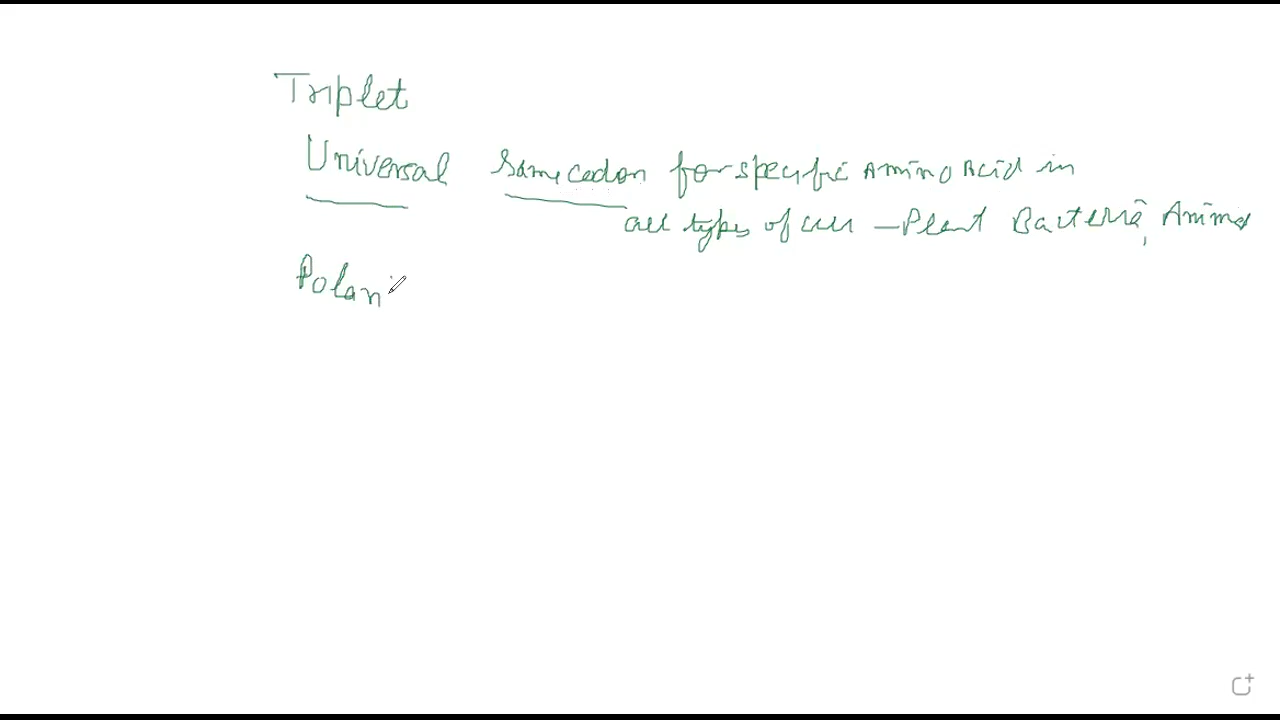 Triplet
Universal Same codon for specific Amino Acid in
all types of cell - Plant Bacteria, Animal
Polari